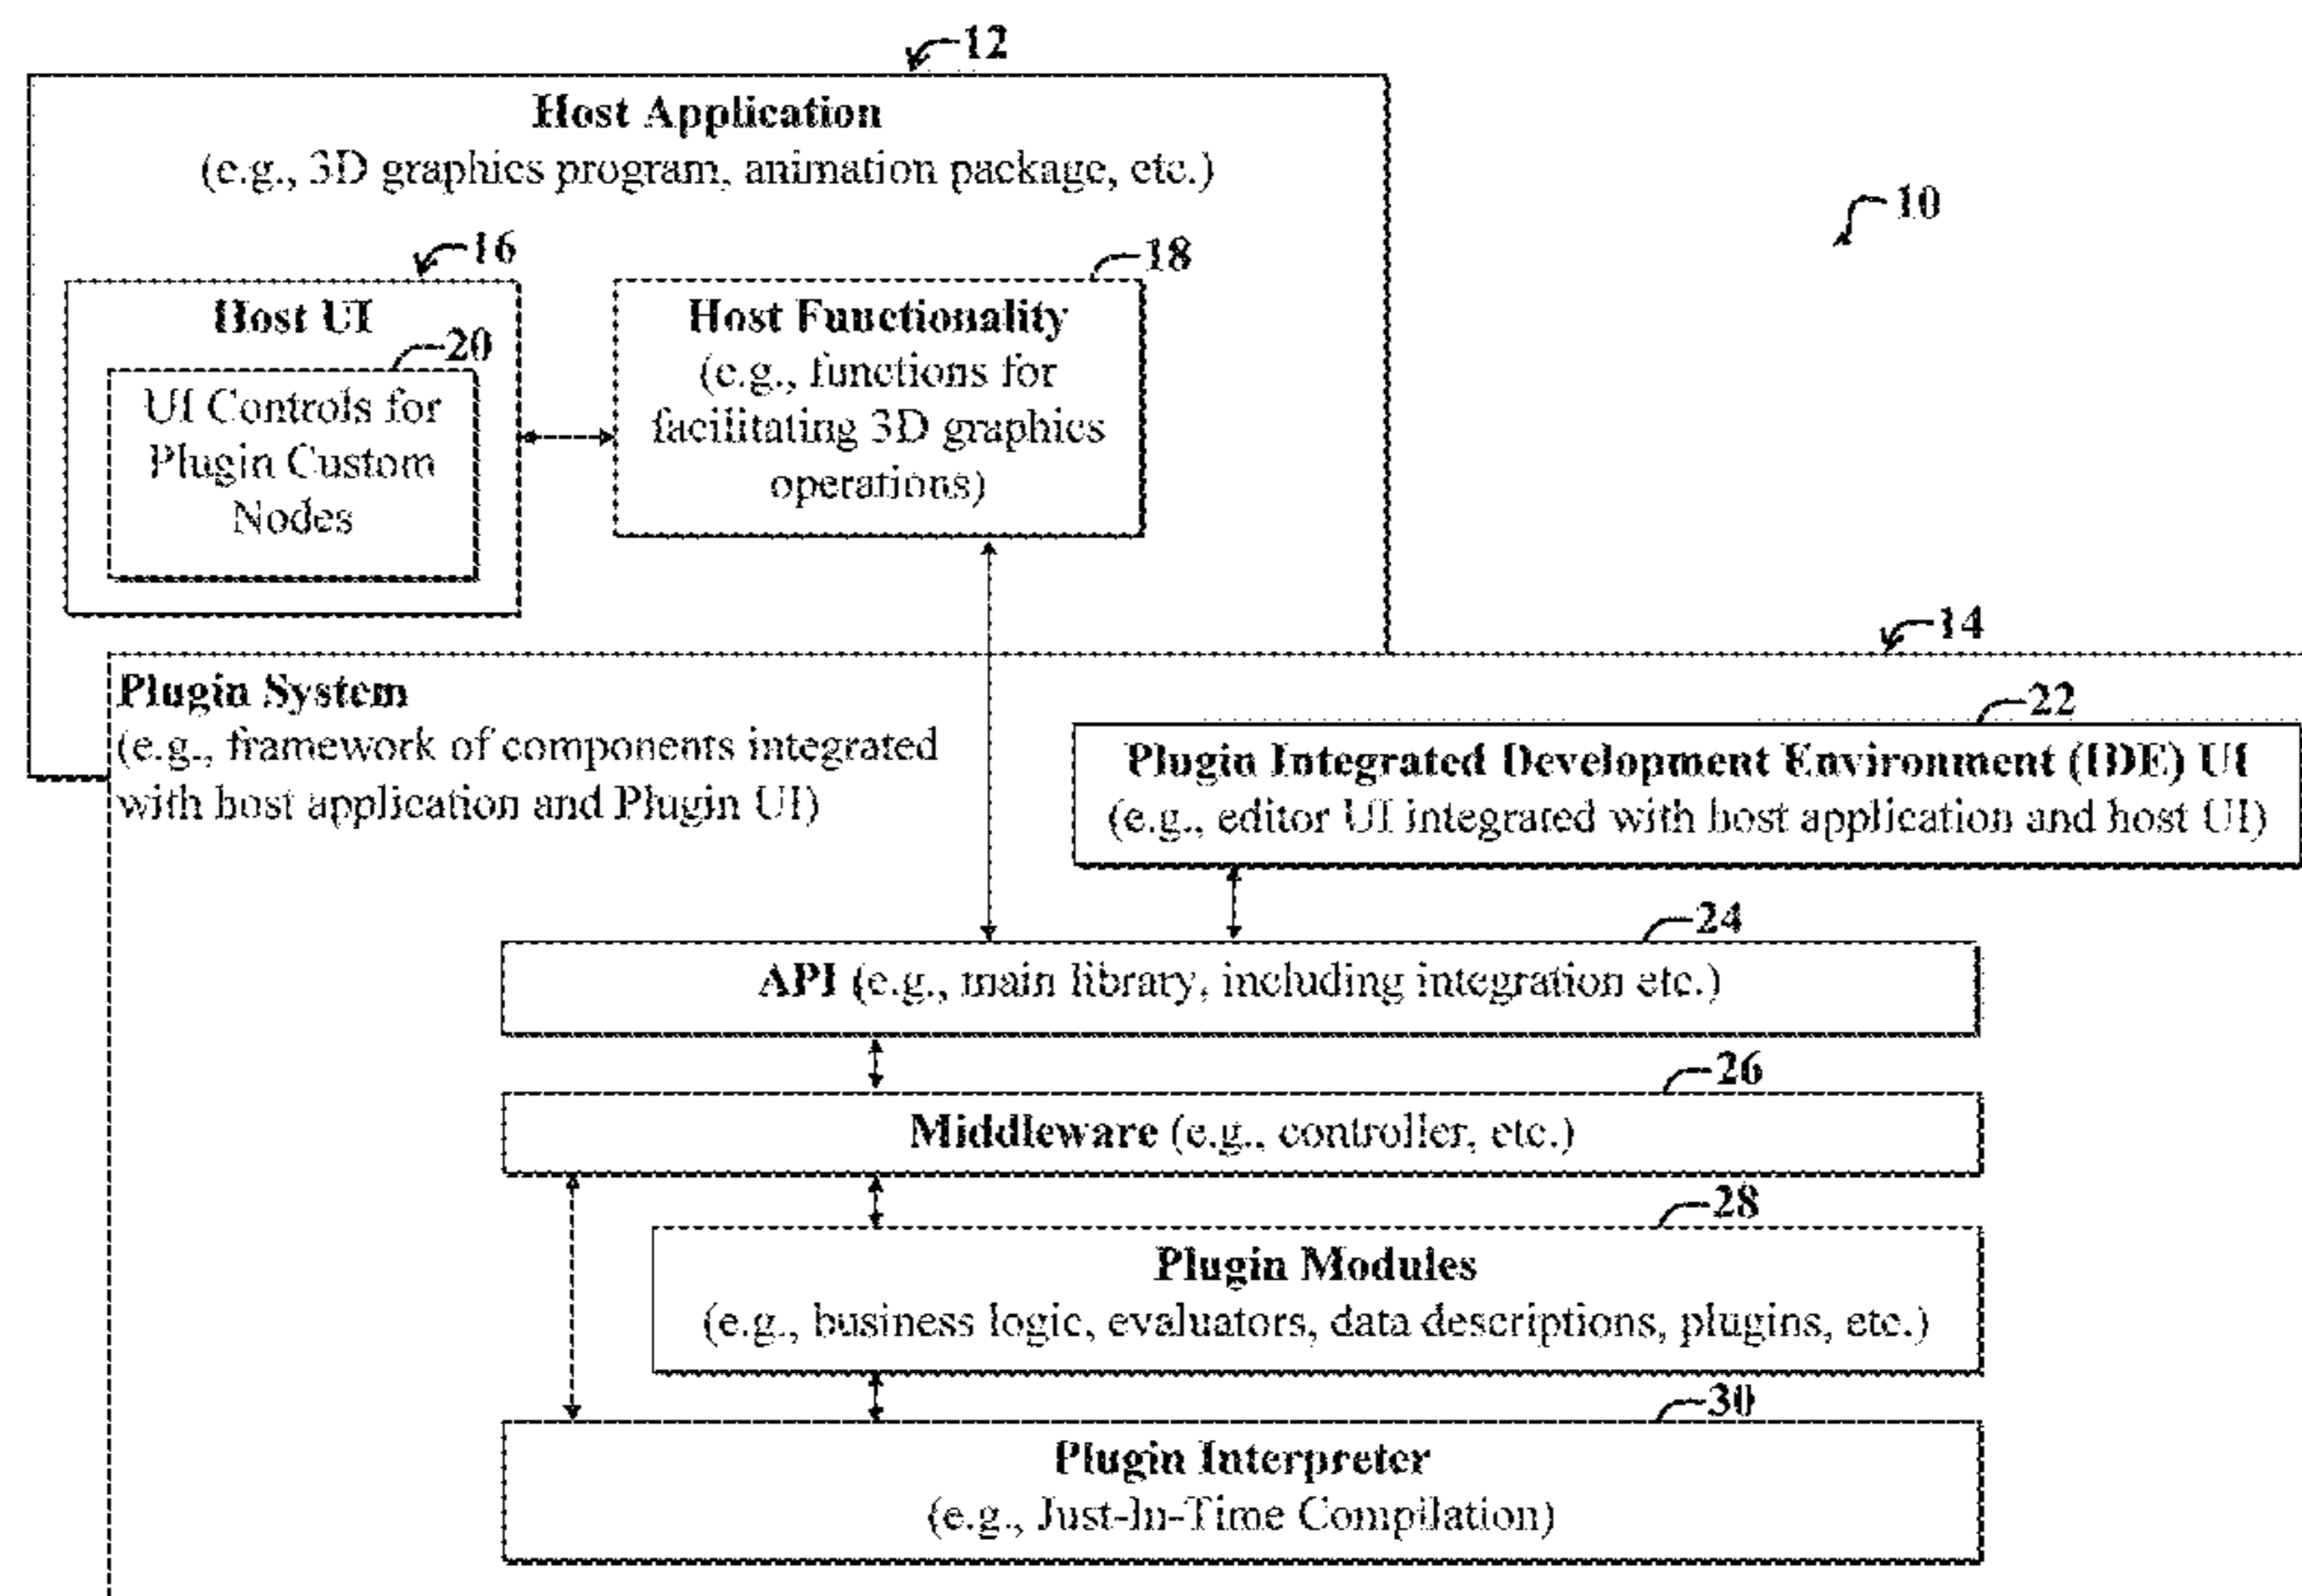 12
Host Application
(e.g., 3D graphics program, animation package, etc.)
10
16
18
Host UI
Host Functionality
20
(e.g., functions for
UI Controls for
facilitating 3D graphics
Plugin Custom
operations)
Nodes
14
Plugin System
22
(e.g., framework of components integrated
Plugin Integrated Development Environment (IDE) UI
with host application and Plugin UI)
(e.g., editor UI integrated with host application and host UI)
24
API (e.g., main library, including integration etc.)
26
Middleware (e.g., controller, etc.)
28
Plugin Modules
(e.g., business logic, evaluators, data descriptions, plugins, etc.)
30
Plugin Interpreter
(e.g., Just-In-Time Compilation)